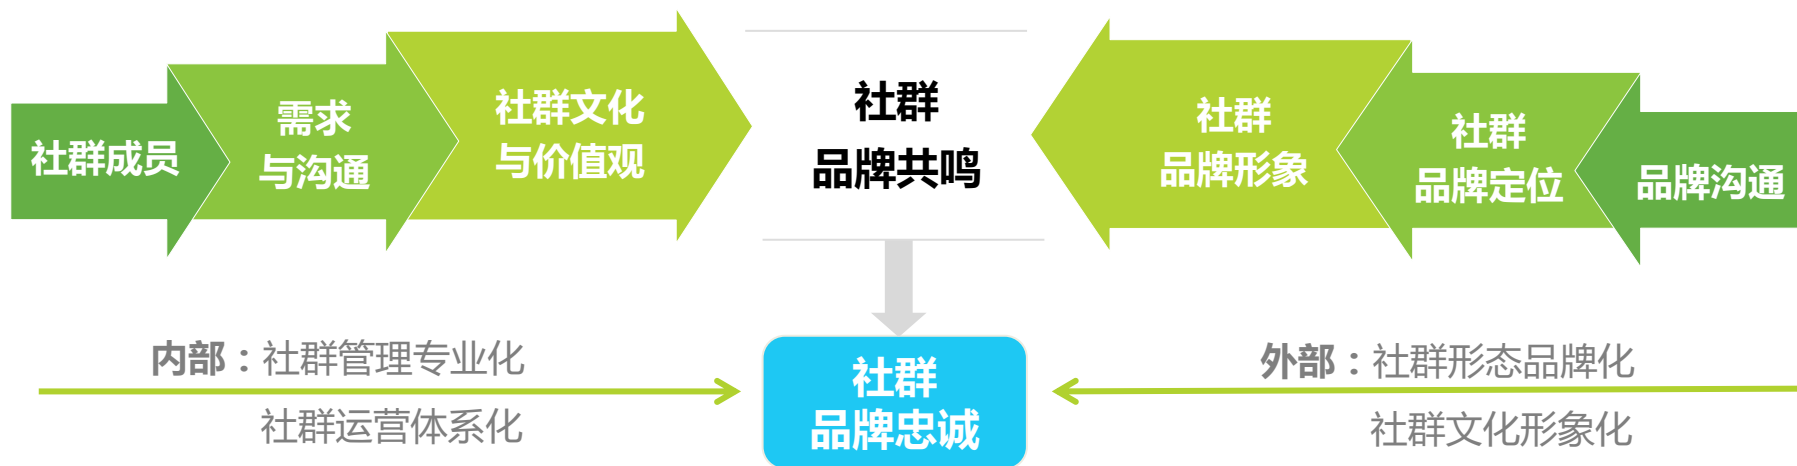 社群成员
需求
与沟通
社群文化
与价值观
社群
品牌共鸣
社群
品牌形象
社群
品牌定位
品牌沟通
内部：社群管理专业化
社群运营体系化
社群
品牌忠诚
外部：社群形态品牌化
社群文化形象化